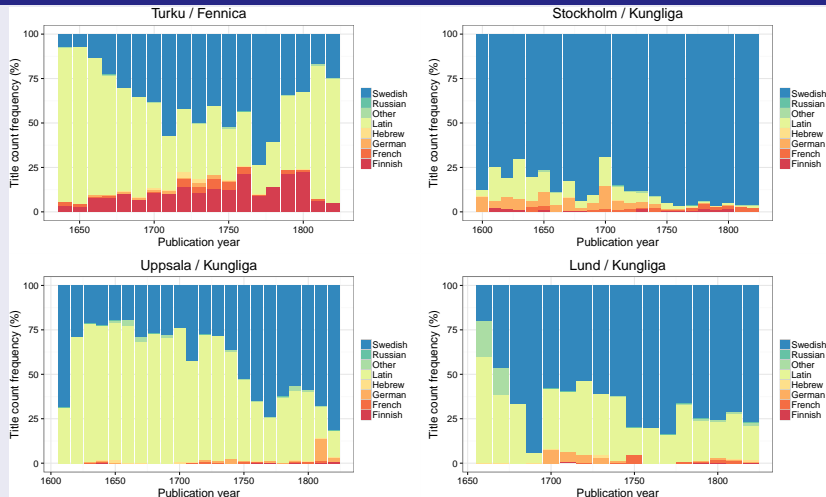 Turku / Fennica
100
75
50
25
0
Title count frequency (%)
1650
1700
1750
1800
Publication year
Swedish
Russian
Other
Latin
Hebrew
German
French
Finnish
Stockholm / Kungliga
100
75
50
25
0
Title count frequency (%)
1600
1650
1700
1750
1800
Publication year
Swedish
Russian
Other
Latin
Hebrew
German
French
Finnish
Uppsala / Kungliga
100
75
50
25
0
Title count frequency (%)
1600
1650
1700
1750
1800
Publication year
Swedish
Russian
Other
Latin
Hebrew
German
French
Finnish
Lund / Kungliga
100
75
50
25
0
Title count frequency (%)
1650
1700
1750
1800
Publication year
Swedish
Russian
Other
Latin
Hebrew
German
French
Finnish